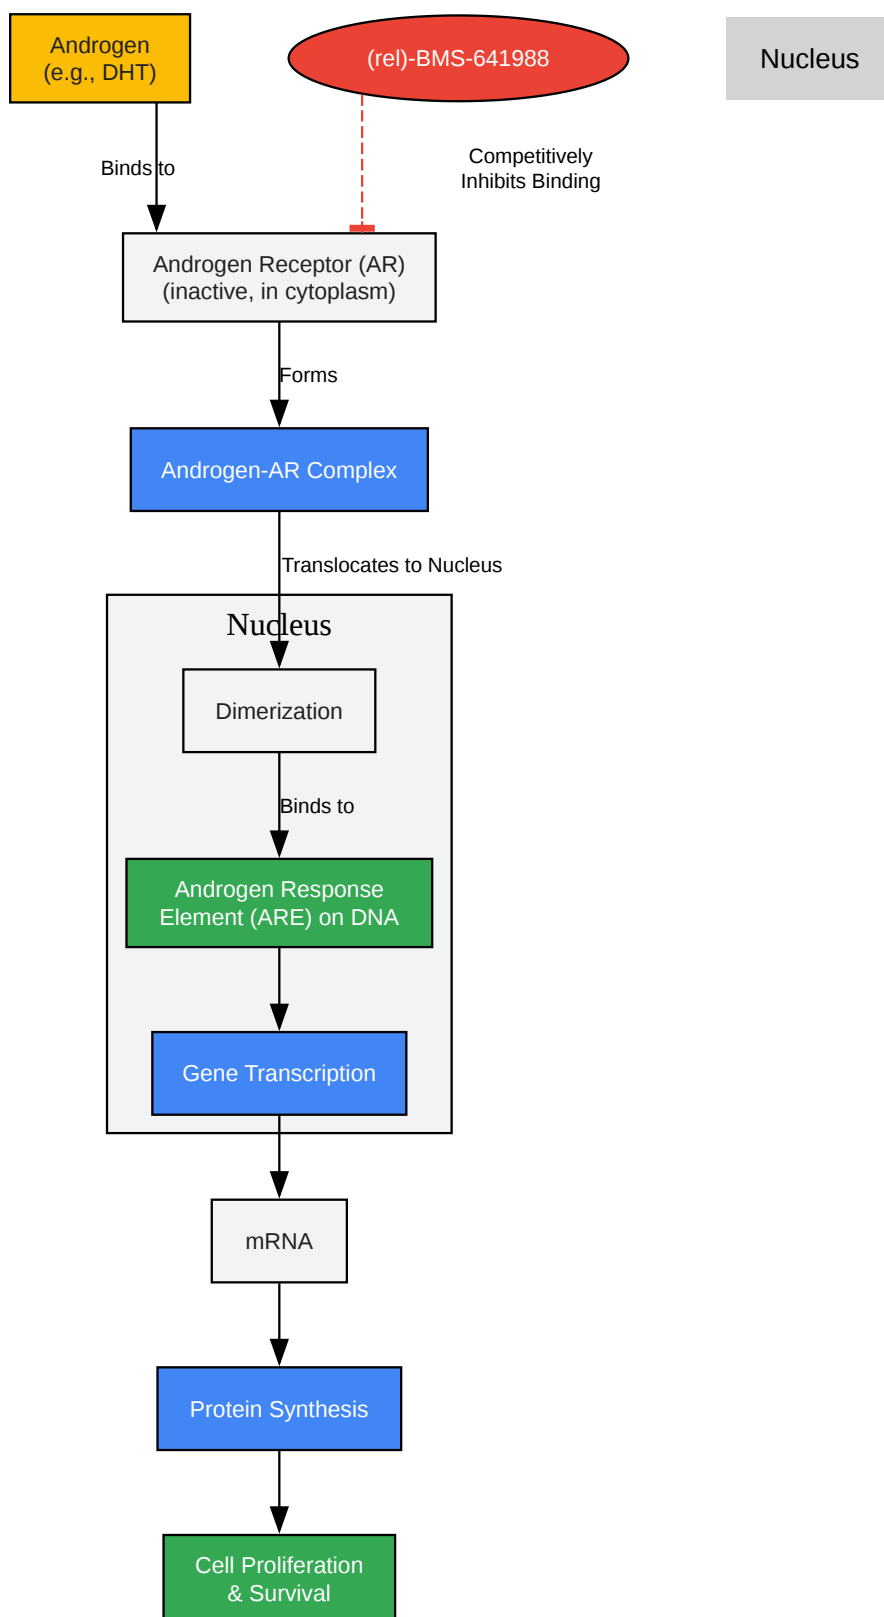 Androgen
(e.g., DHT)
(rel)-BMS-641988
Nucleus
Binds to
Competitively
Inhibits Binding
Androgen Receptor (AR)
(inactive, in cytoplasm)
Forms
Androgen-AR Complex
Translocates to Nucleus
Nucleus
Dimerization
Binds to
Androgen Response
Element (ARE) on DNA
Gene Transcription
mRNA
Protein Synthesis
Cell Proliferation
& Survival